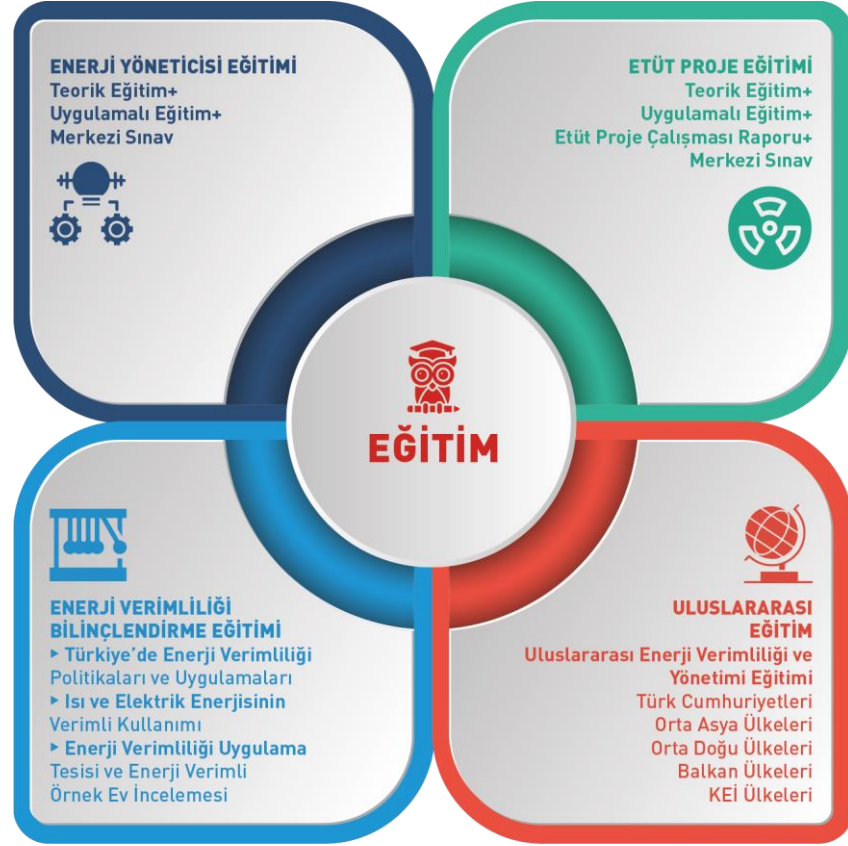 ENERJİ YÖNETİCİSİ EĞİTİMİ
Teorik Eğitim+
Uygulamalı Eğitim+
Merkezi Sınav
ETÜT PROJE EĞİTİMİ
Teorik Eğitim+
Uygulamalı Eğitim+
Etüt Proje Çalışması Raporu+
Merkezi Sınav
EĞİTİM
ENERJİ VERİMLİLİĞİ
BİLİNÇLENDİRME EĞİTİMİ
▸ Türkiye'de Enerji Verimliliği
Politikaları ve Uygulamaları
▸ Isı ve Elektrik Enerjisinin
Verimli Kullanımı
▸ Enerji Verimliliği Uygulama
Tesisi ve Enerji Verimli
Örnek Ev İncelemesi
ULUSLARARASI
EĞİTİM
Uluslararası Enerji Verimliliği ve
Yönetimi Eğitimi
Türk Cumhuriyetleri
Orta Asya Ülkeleri
Orta Doğu Ülkeleri
Balkan Ülkeleri
KEİ Ülkeleri